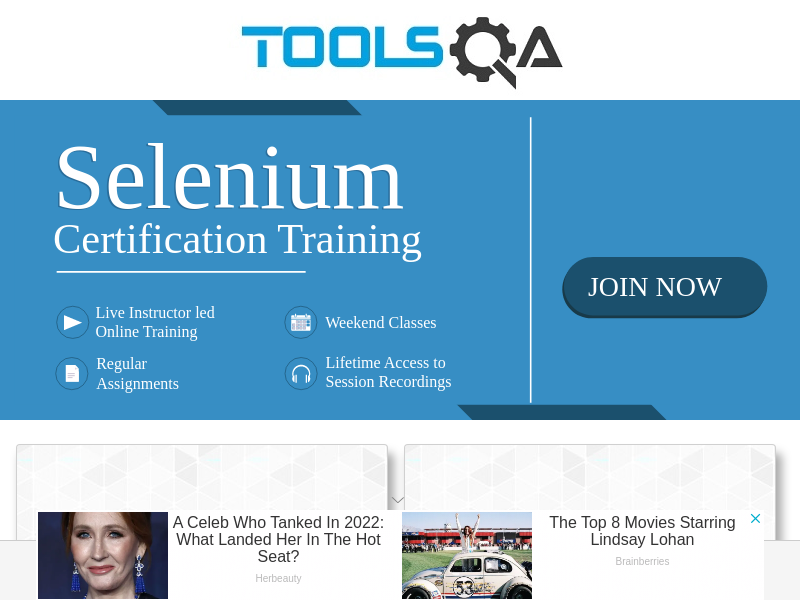 TOOLSQA
Selenium
Certification Training
Live Instructor led
Online Training
Weekend Classes
Regular
Assignments
Lifetime Access to
Session Recordings
JOIN NOW
A Celeb Who Tanked In 2022:
What Landed Her In The Hot
Seat?
Herbeauty
53
The Top 8 Movies Starring
Lindsay Lohan
Brainberries